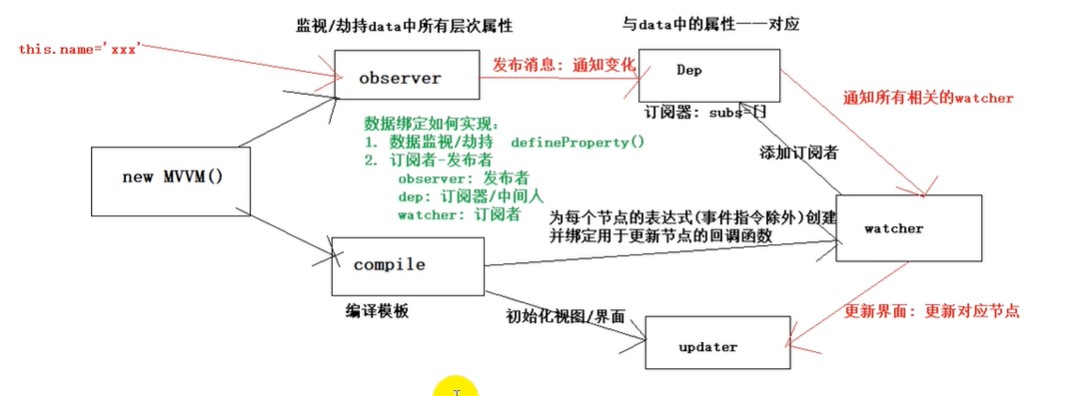 监视/劫持data中所有层次属性
与data中的属性一一对应
this.name='xxx'
observer
发布消息: 通知变化
Dep
通知所有相关的watcher
订阅器: subs=[]
数据绑定如何实现:
1. 数据监视/劫持 defineProperty()
2. 订阅者-发布者
observer: 发布者
dep: 订阅器/中间人
watcher: 订阅者
添加订阅者
new MVVM()
为每个节点的表达式(事件指令除外)创建
并绑定用于更新节点的回调函数
watcher
compile
编译模板
初始化视图/界面
更新界面: 更新对应节点
updater